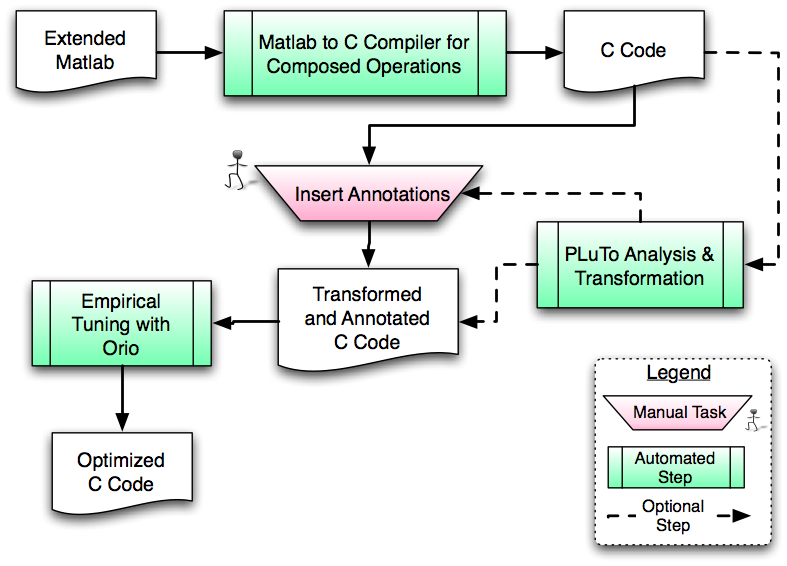 Extended
Matlab
Matlab to C Compiler for
Composed Operations
C Code
Insert Annotations
PLuTo Analysis &
Transformation
Transformed
and Annotated
C Code
Empirical
Tuning with
Orio
Optimized
C Code
Legend
Manual Task
Automated
Step
Optional
Step